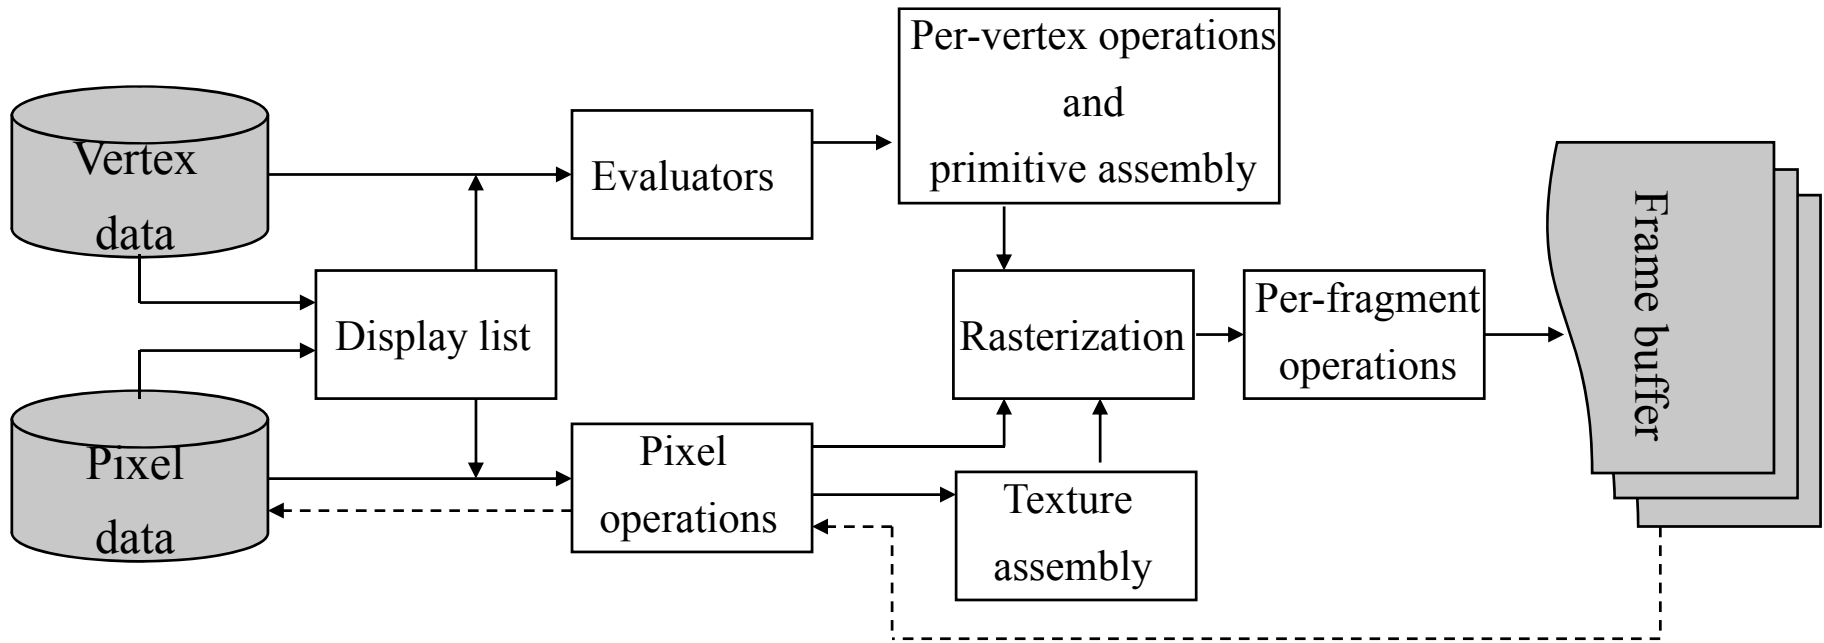 Per-vertex operations
and
primitive assembly
Vertex
data
Evaluators
Display list
Rasterization
Per-fragment
operations
Frame buffer
Pixel
data
Pixel
operations
Texture
assembly